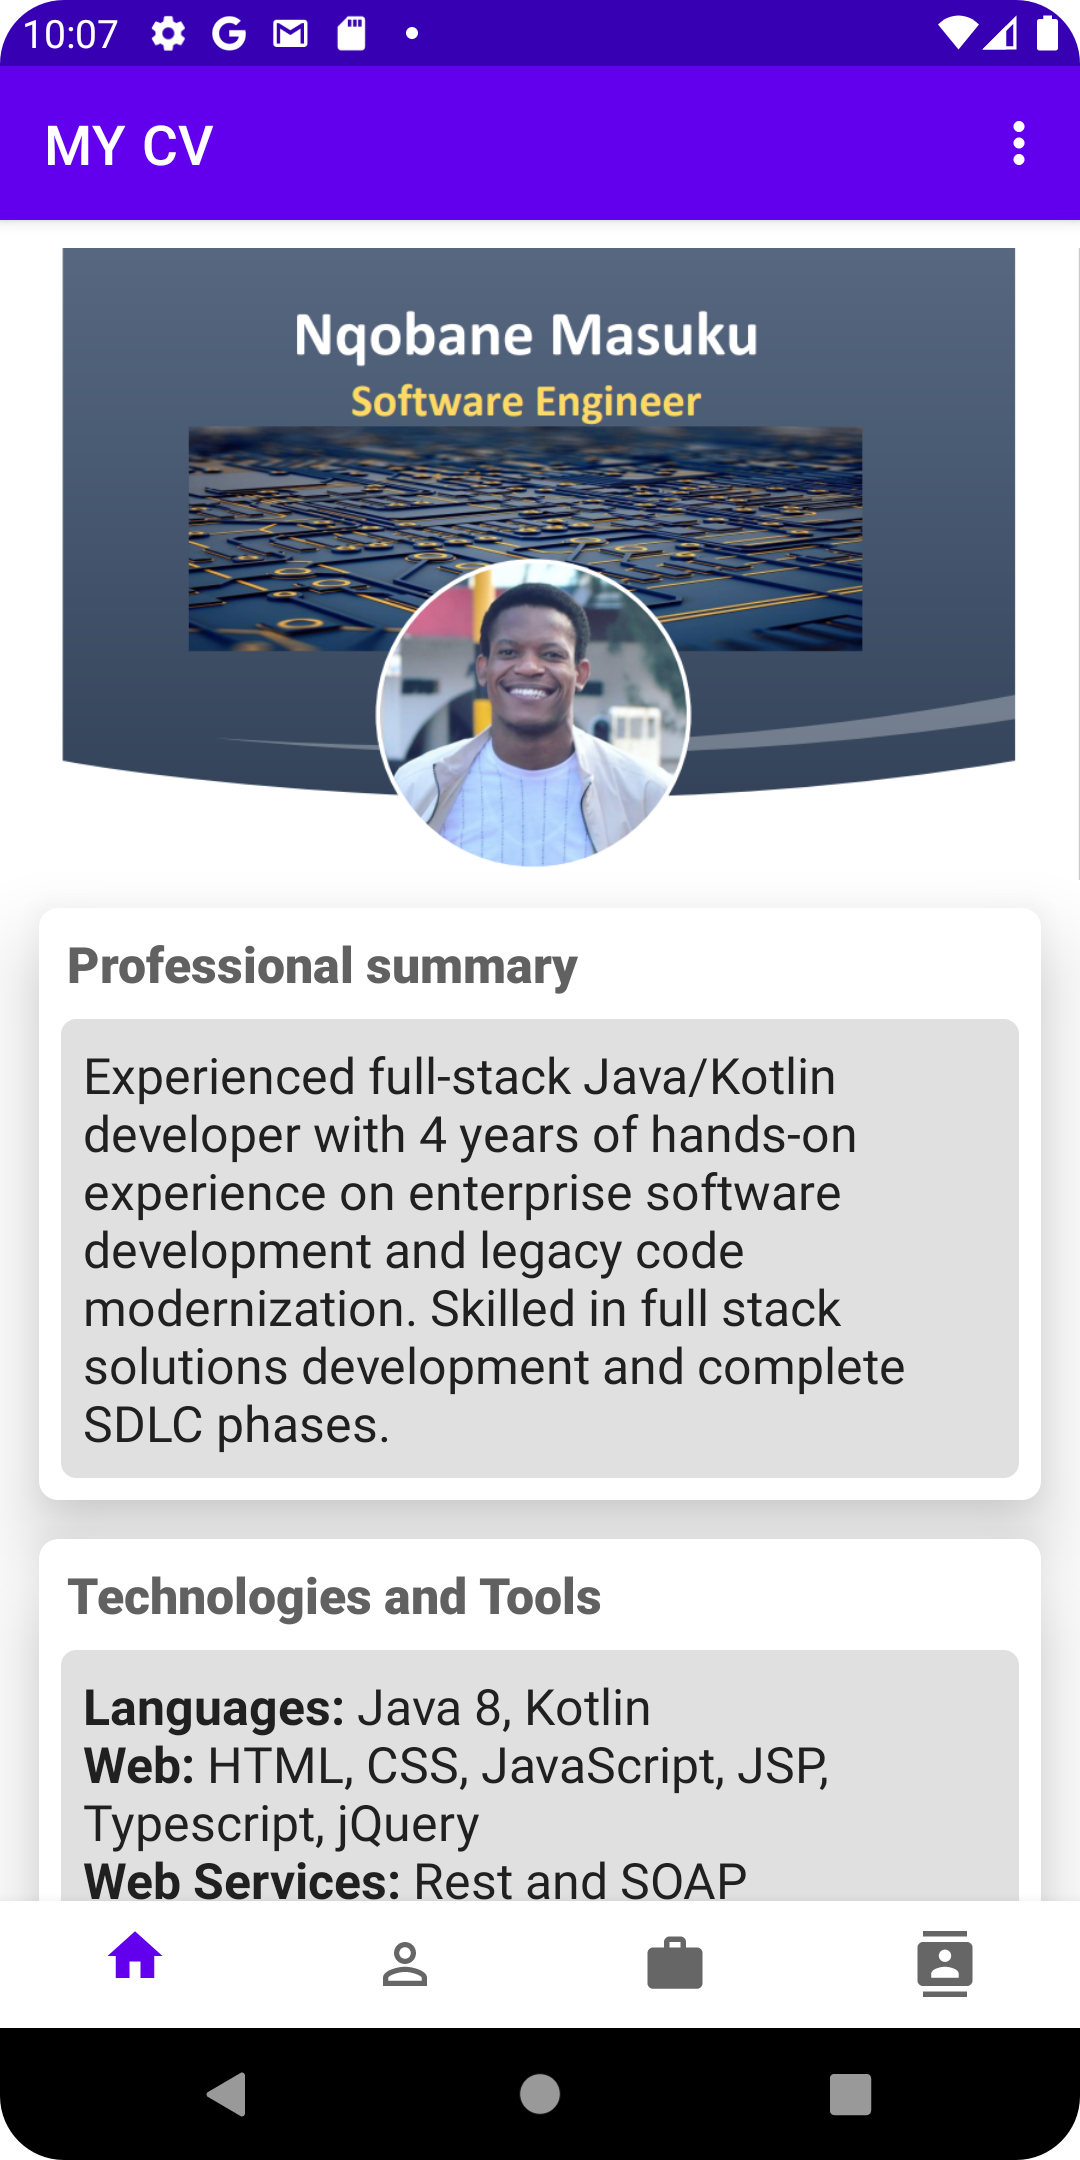 10:07
MY CV
Nqobane Masuku
Software Engineer
Professional summary
Experienced full-stack Java/Kotlin
developer with 4 years of hands-on
experience on enterprise software
development and legacy code
modernization. Skilled in full stack
solutions development and complete
SDLC phases.
Technologies and Tools
Languages: Java 8, Kotlin
Web: HTML, CSS, JavaScript, JSP,
Typescript, jQuery
Web Services: Rest and SOAP